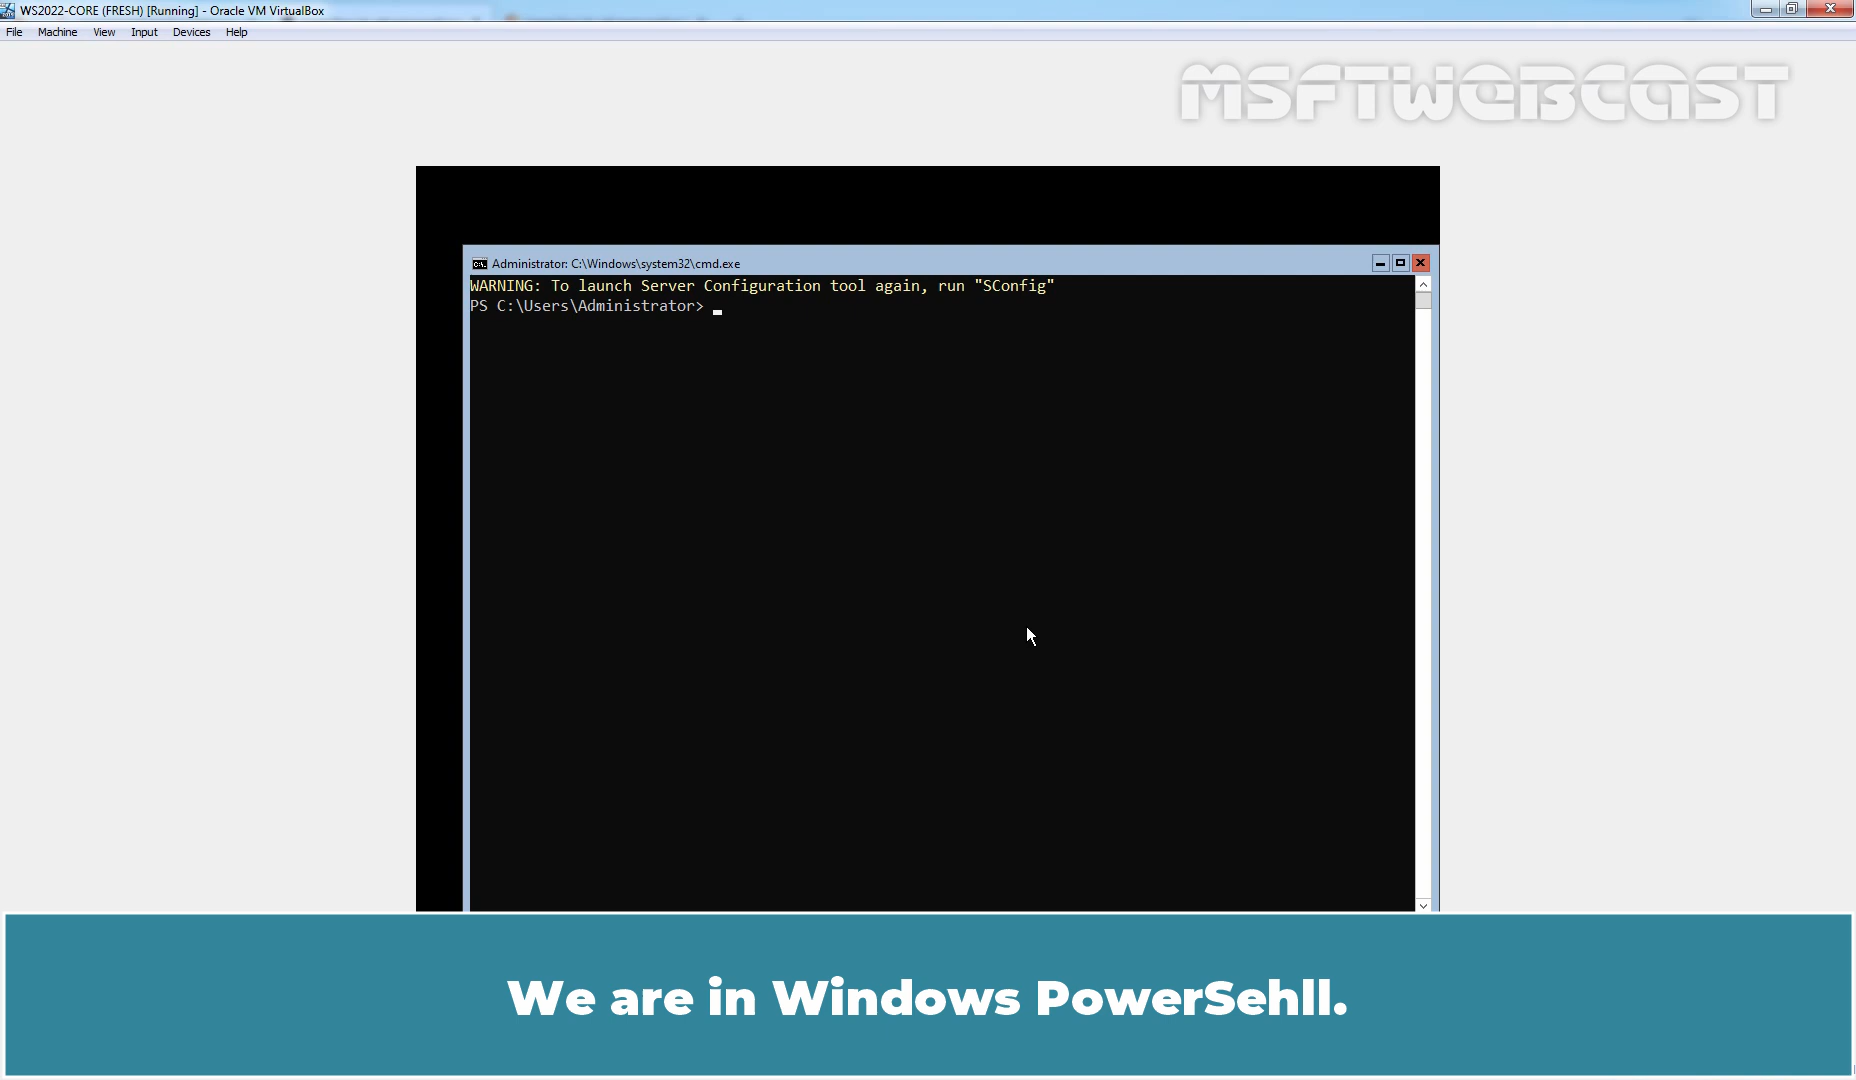 WS2022-CORE (FRESH) [Running] - Oracle VM VirtualBox
File Machine View Input Devices Help
MSFTWEBCAST
Administrator: C:\Windows\system32\cmd.exe
WARNING: To launch Server Configuration tool again, run "SConfig"
PS C:\Users\Administrator>
We are in Windows PowerSehll.